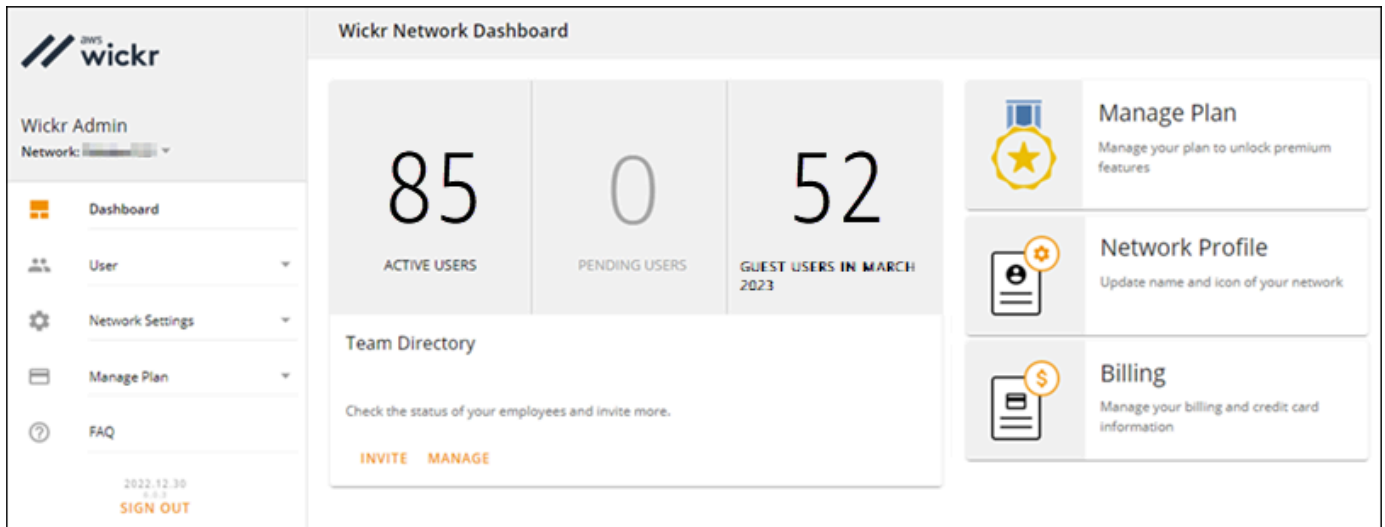 aws
wickr
Wickr Admin
Network:
Dashboard
User
Network Settings
Manage Plan
FAQ
2022.12.30
SIGN OUT
Wickr Network Dashboard
85
ACTIVE USERS
0
PENDING USERS
52
GUEST USERS IN MARCH
2023
Team Directory
Check the status of your employees and invite more.
INVITE MANAGE
Manage Plan
Manage your plan to unlock premium
features
Network Profile
Update name and icon of your network
$
Billing
Manage your billing and credit card
information